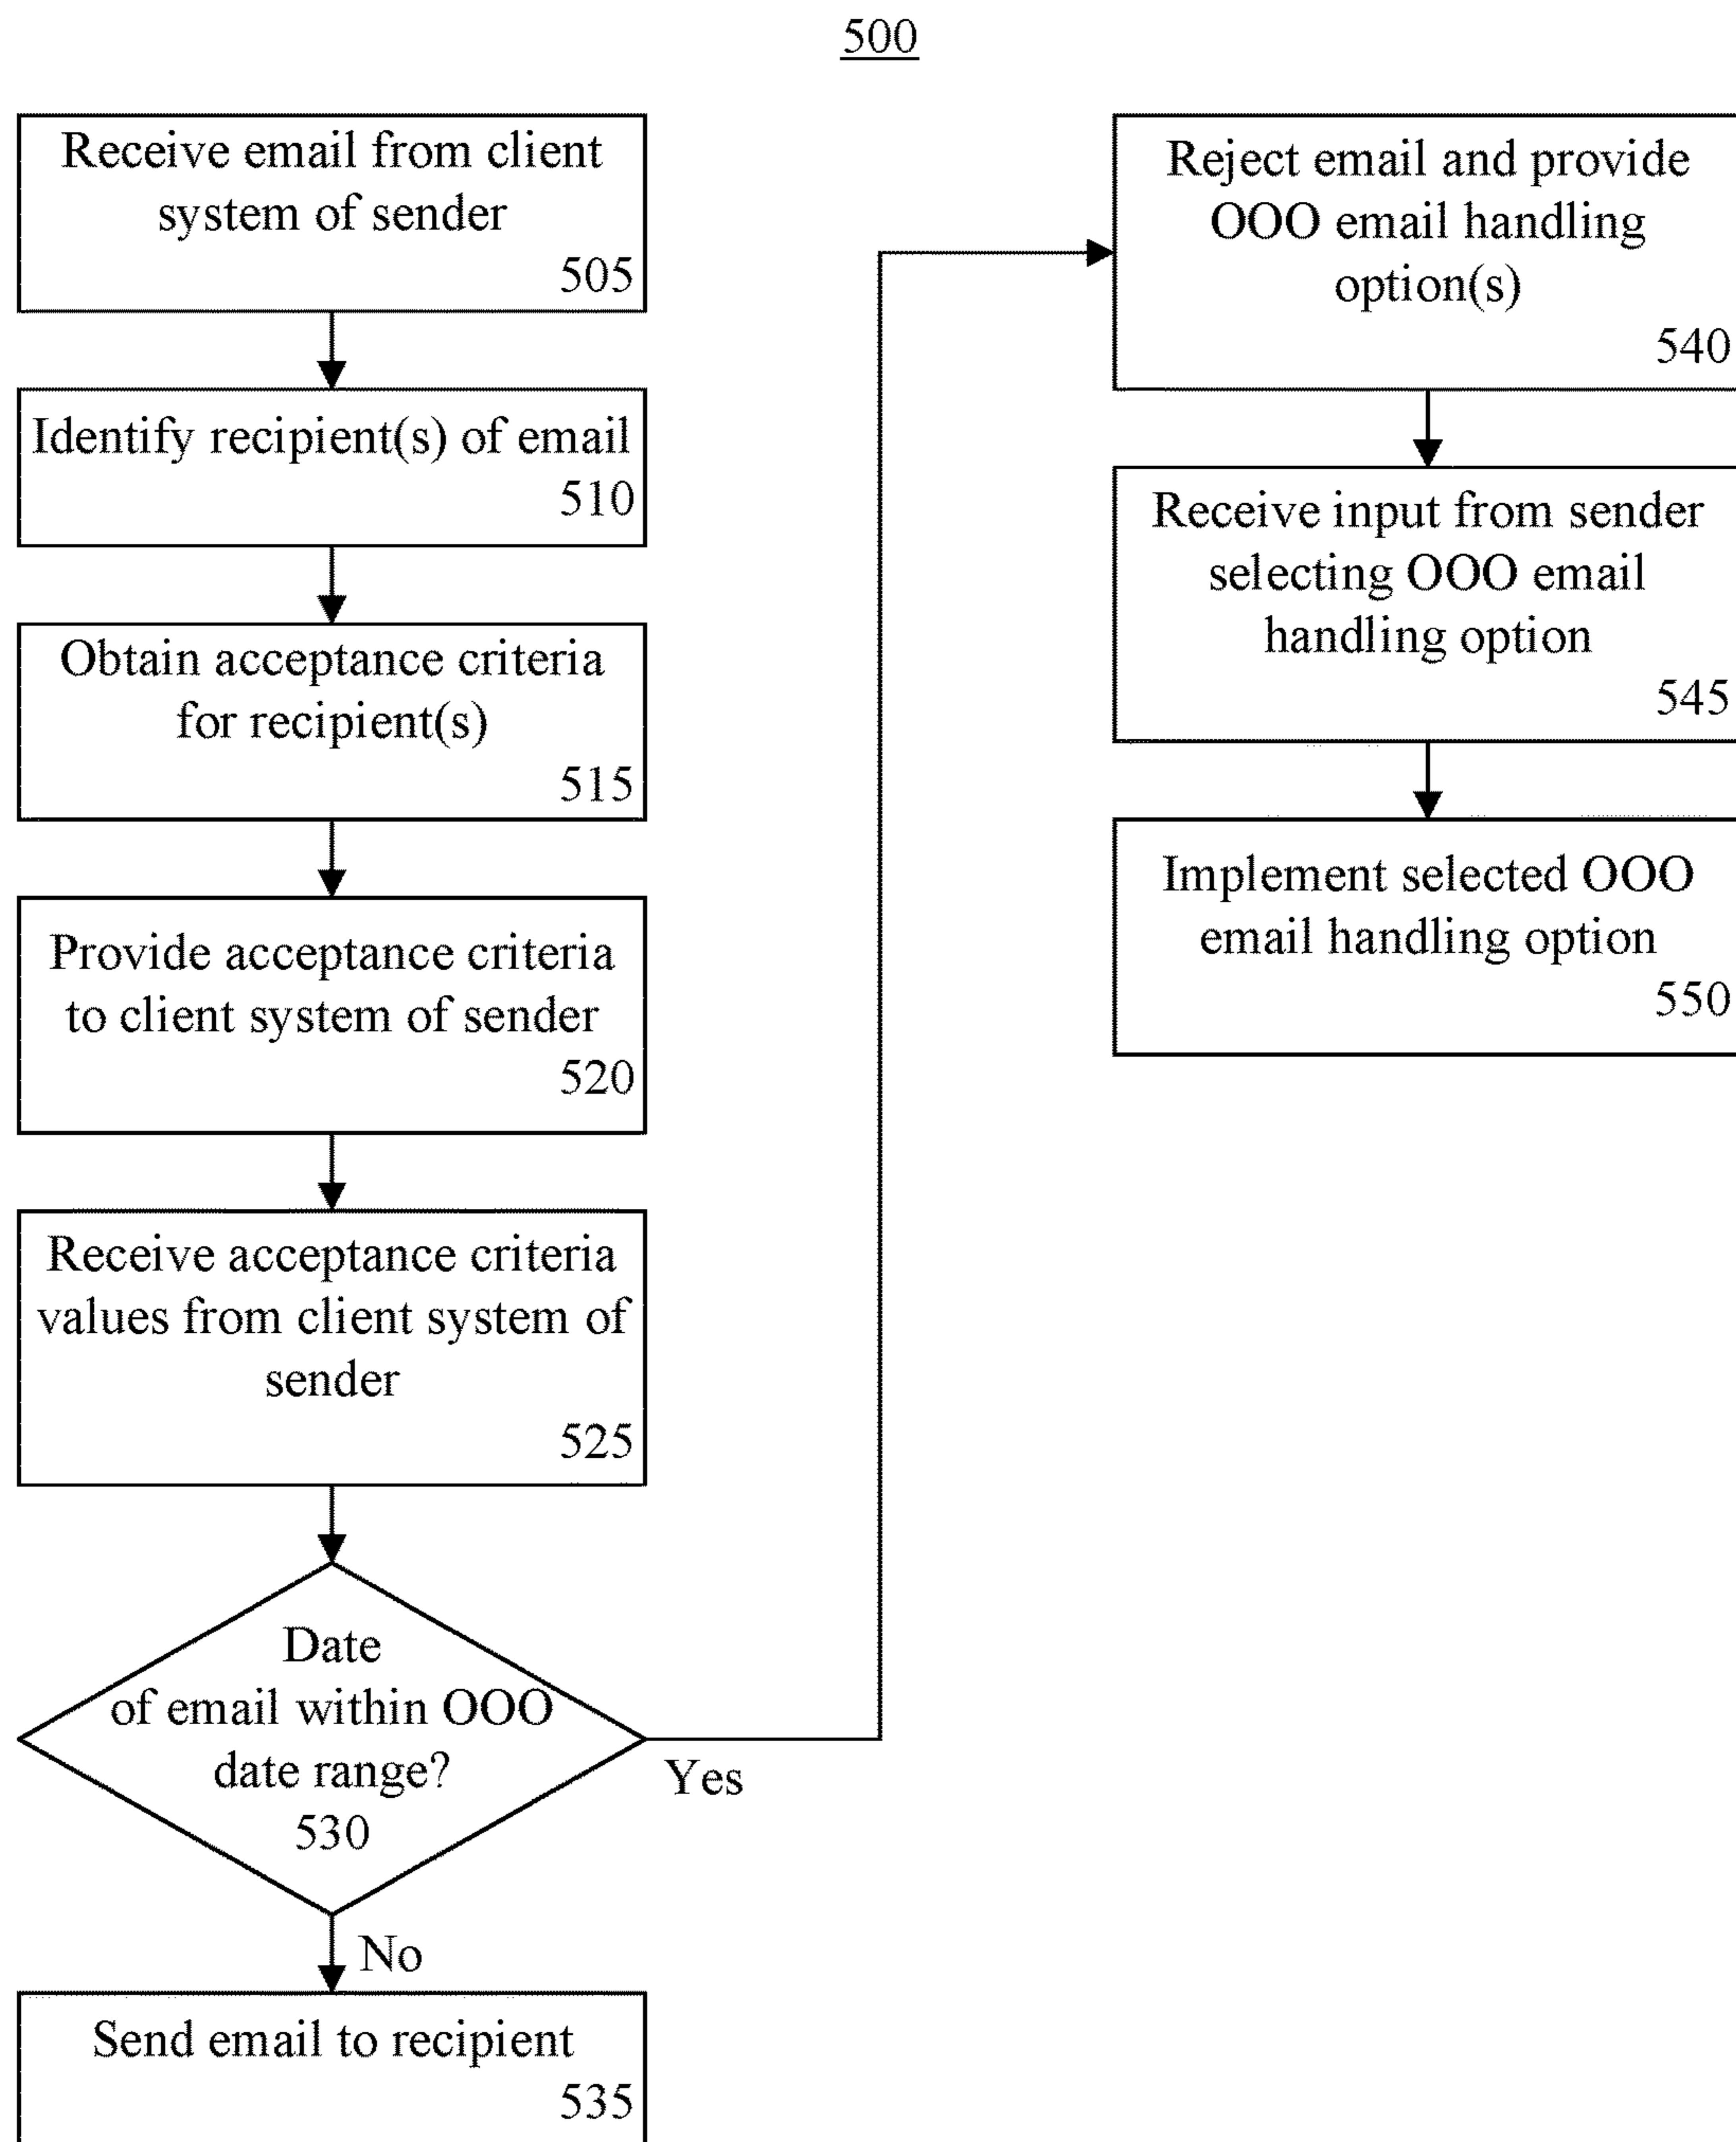 500
Receive email from client
system of sender
505
Identify recipient(s) of email
510
Obtain acceptance criteria
for recipient(s)
515
Provide acceptance criteria
to client system of sender
520
Receive acceptance criteria
values from client system of
sender
525
Date
of email within OOO
date range?
530
Yes
No
Send email to recipient
535
Reject email and provide
OOO email handling
option(s)
540
Receive input from sender
selecting OOO email
handling option
545
Implement selected OOO
email handling option
550